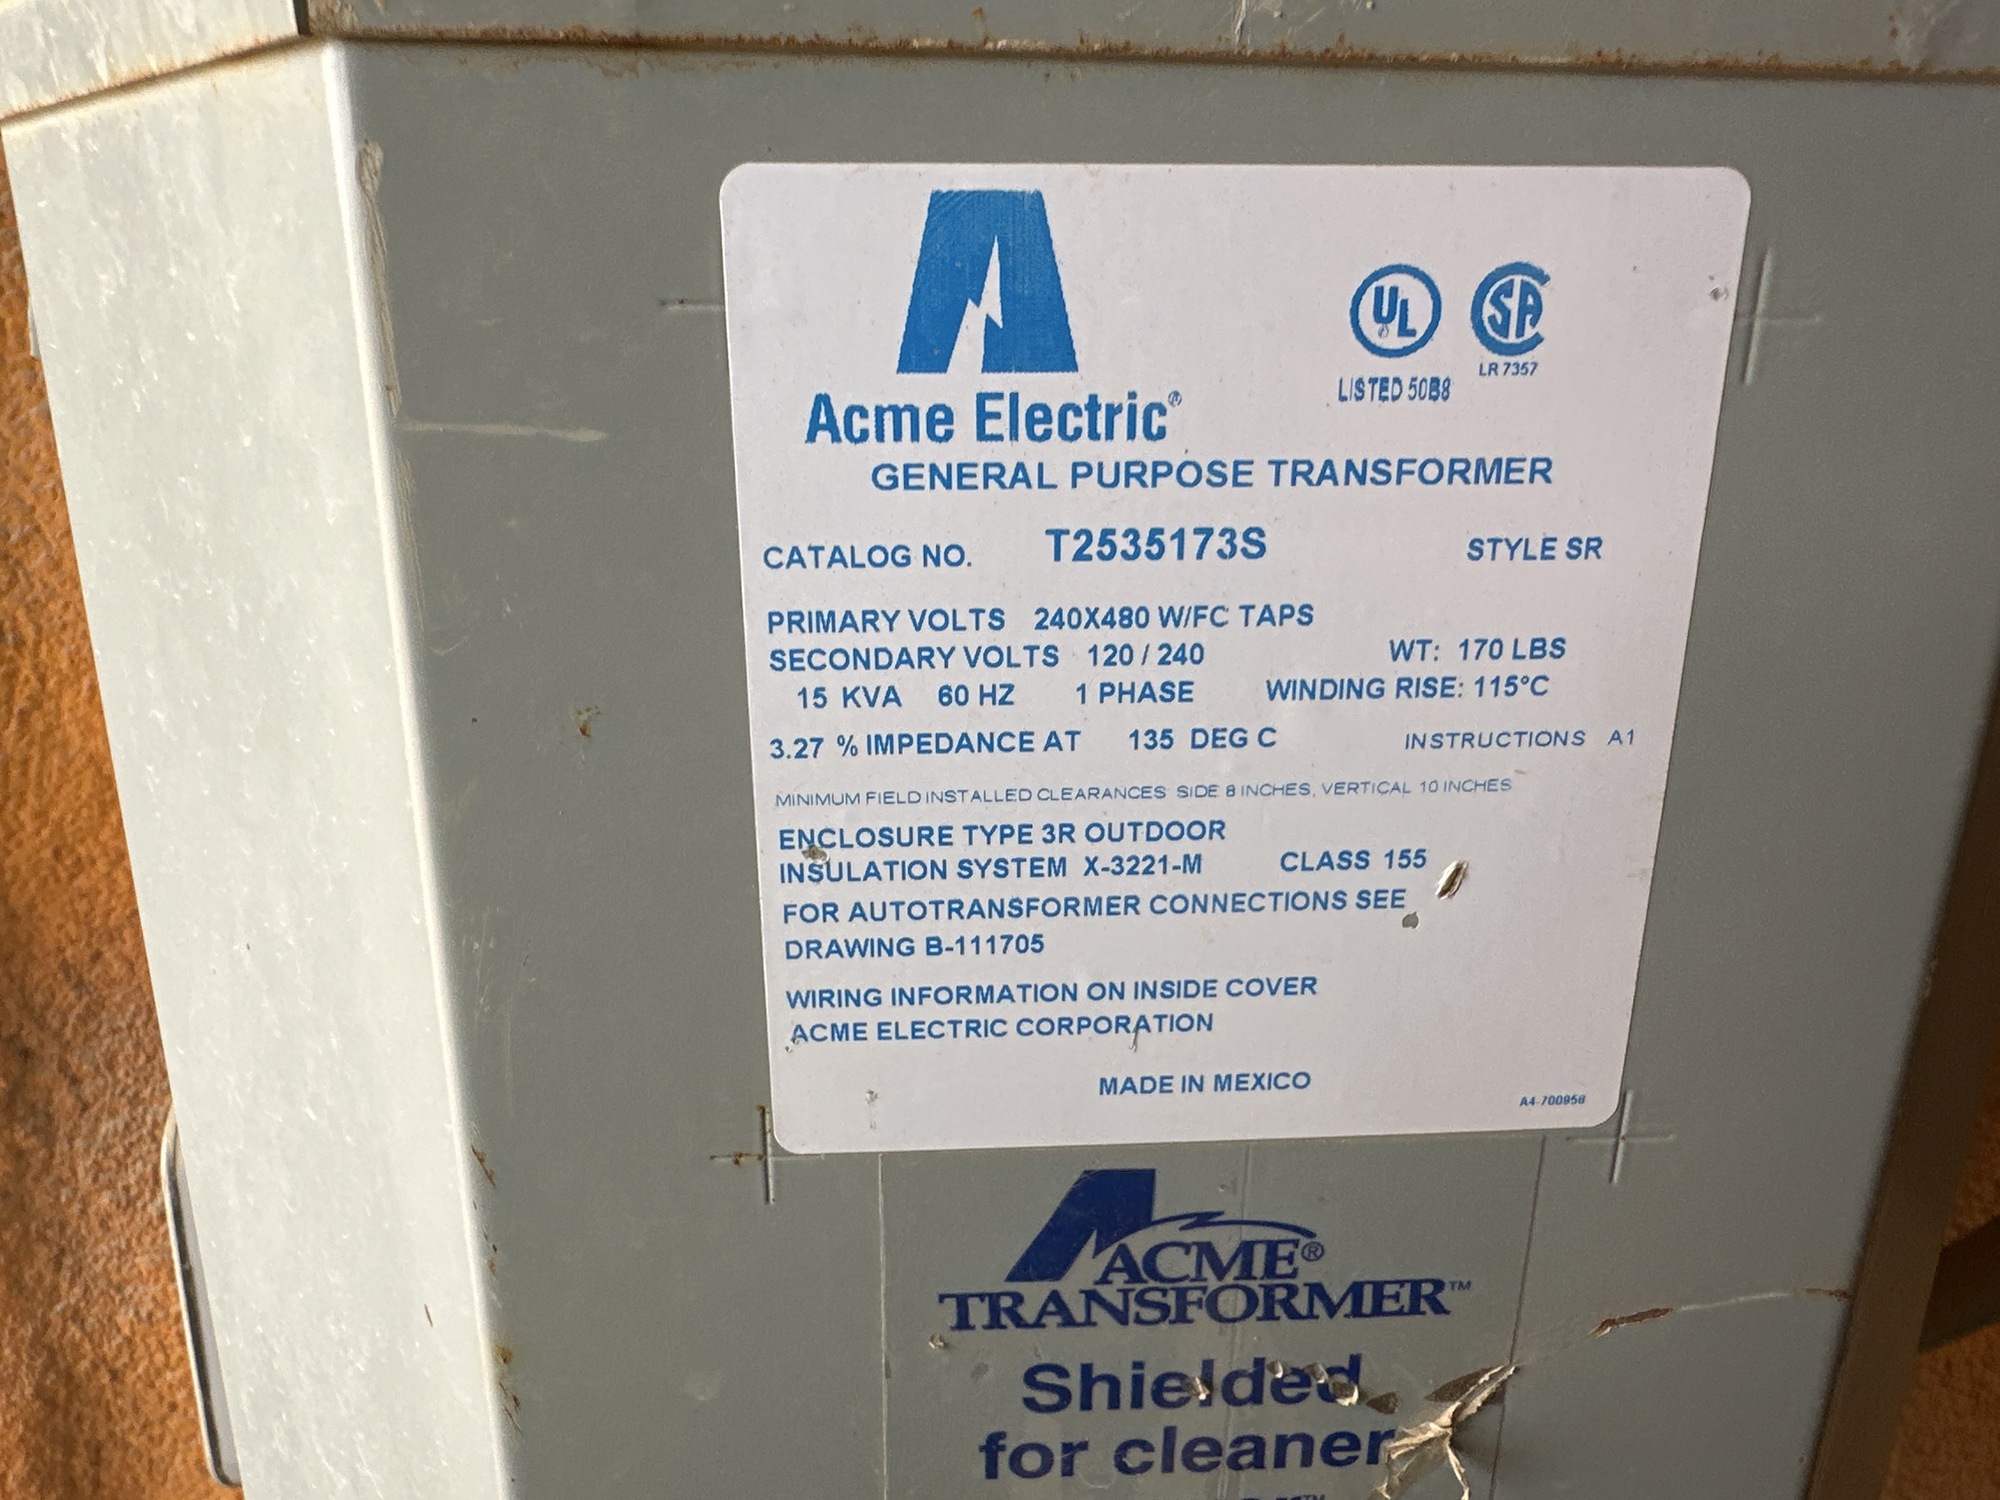 UL
SA
LR 7357
LISTED 50B8
Acme Electric®
GENERAL PURPOSE TRANSFORMER
CATALOG NO. T2535173S STYLE SR
PRIMARY VOLTS 240X480 W/FC TAPS
SECONDARY VOLTS 120 / 240 WT: 170 LBS
15 KVA 60 HZ 1 PHASE WINDING RISE: 115°C
3.27 % IMPEDANCE AT 135 DEG C INSTRUCTIONS A1
MINIMUM FIELD INSTALLED CLEARANCES SIDE 8 INCHES, VERTICAL 10 INCHES
ENCLOSURE TYPE 3R OUTDOOR
INSULATION SYSTEM X-3221-M CLASS 155
FOR AUTOTRANSFORMER CONNECTIONS SEE
DRAWING B-111705
WIRING INFORMATION ON INSIDE COVER
ACME ELECTRIC CORPORATION
MADE IN MEXICO
A4-700958
ACME®
TRANSFORMER™
Shielded
for cleaner